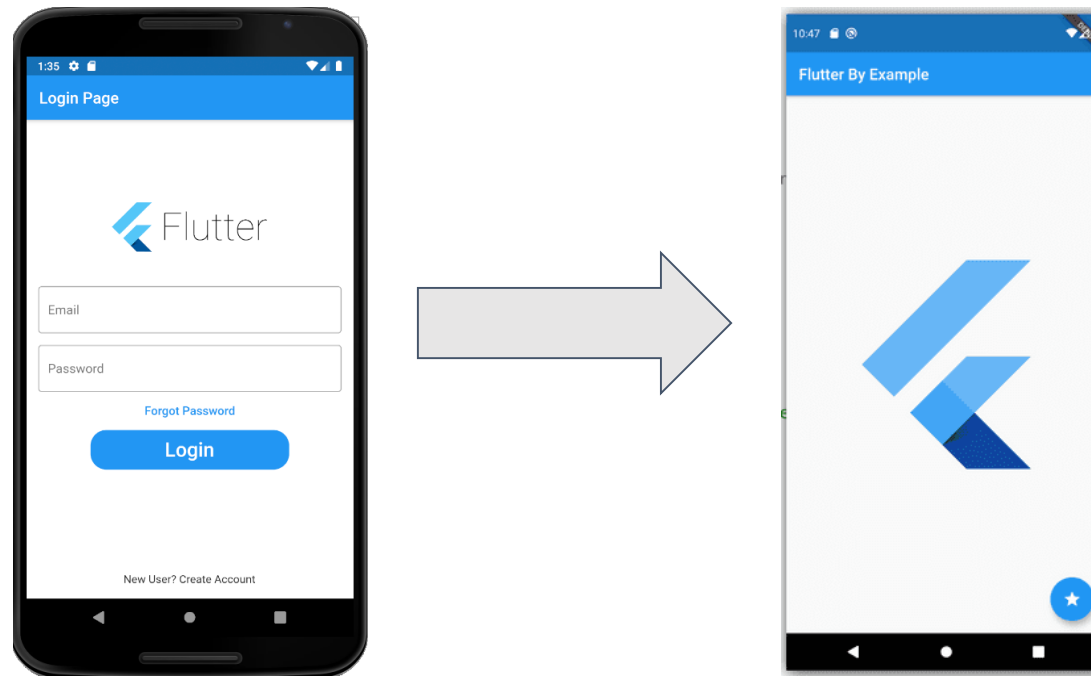 1:35
Login Page
Flutter
Email
Password
Forgot Password
Login
New User? Create Account
10:47
Flutter By Example